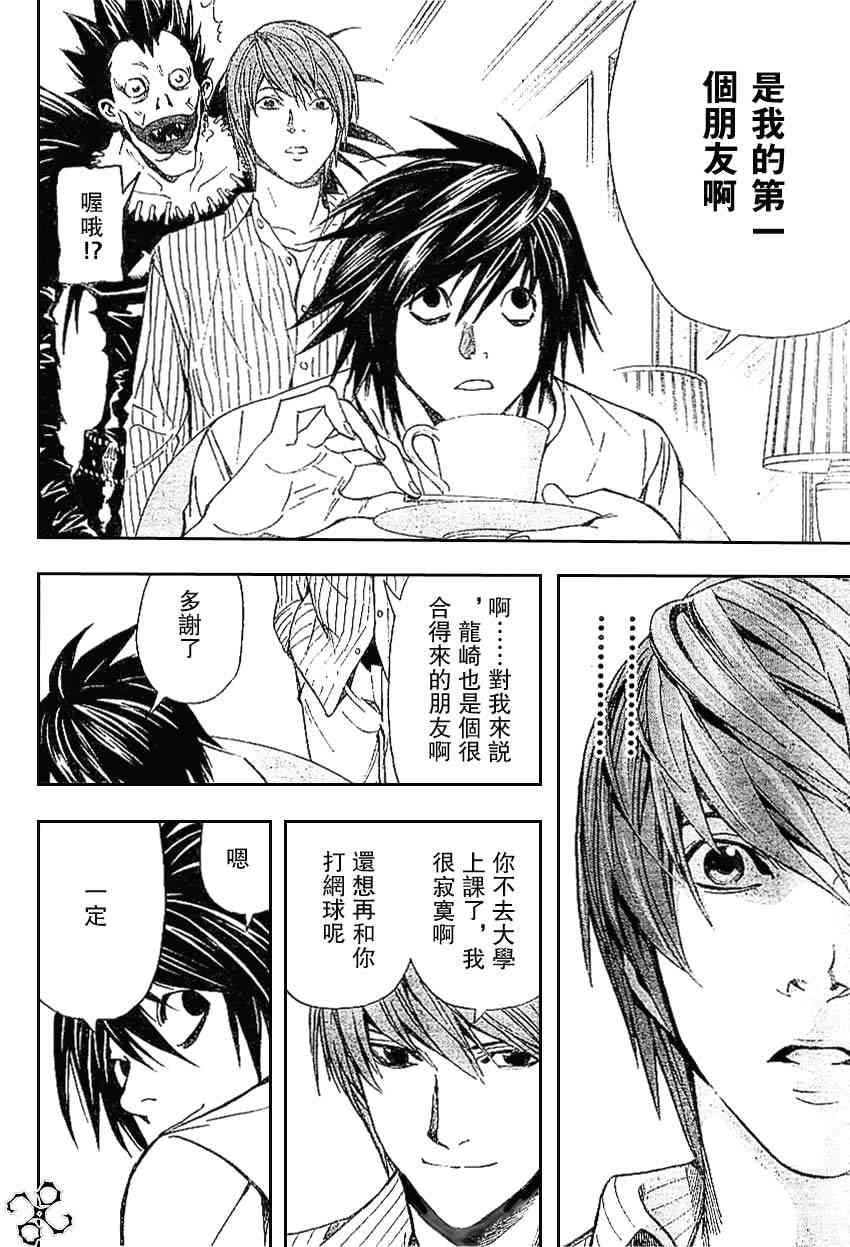 是我的第一
個朋友啊
喔哦!?
………………
啊……對我來説
，龍崎也是個很
合得來的朋友啊
多謝了
你不去大學
上課了，我
很寂寞啊
還想再和你
打網球呢
嗯
一定